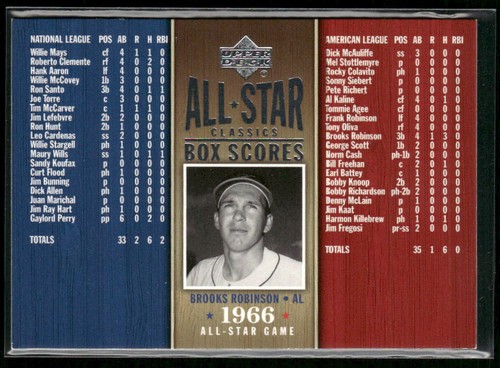 NATIONAL LEAGUE POS AB R H RBI
Willie Mays cf 4 1 1 0
Roberto Clemente rf 4 0 2 0
Hank Aaron lf 4 0 0 0
Willie McCovey 1b 3 0 0 0
Ron Santo 3b 4 0 1 1
Joe Torre c 3 0 0 0
Tim McCarver c 1 1 1 0
Jim Lefebvre 2b 2 0 0 0
Ron Hunt 2b 1 0 0 0
Leo Cardenas ss 2 0 0 0
Willie Stargell ph 1 0 0 0
Maury Wills ss 1 0 1 1
Sandy Koufax p 0 0 0 0
Curt Flood ph 1 0 0 0
Jim Bunning p 0 0 0 0
Dick Allen ph 1 0 0 0
Juan Marichal p 0 0 0 0
Jim Ray Hart ph 1 0 0 0
Gaylord Perry pp 6 0 2 0
TOTALS 33 2 6 2
UPPER DECK
ALL★STAR
CLASSICS
BOX SCORES
BROOKS ROBINSON • AL
★ 1966 ★
ALL-STAR GAME
AMERICAN LEAGUE POS AB R H RBI
Dick McAuliffe ss 3 0 0 0
Mel Stottlemyre p 0 0 0 0
Rocky Colavito ph 1 0 0 0
Sonny Siebert p 0 0 0 0
Pete Richert p 0 0 0 0
Al Kaline cf 4 0 1 0
Tommie Agee cf 0 0 0 0
Frank Robinson lf 4 0 0 0
Tony Oliva rf 4 0 0 0
Brooks Robinson 3b 4 1 3 0
George Scott 1b 2 0 0 0
Norm Cash ph-1b 2 0 0 0
Bill Freehan c 2 0 1 0
Earl Battey c 1 0 0 0
Bobby Knoop 2b 2 0 0 0
Bobby Richardson ph-2b 2 0 0 0
Denny McLain p 1 0 0 0
Jim Kaat p 0 0 0 0
Harmon Killebrew ph 1 0 1 0
Jim Fregosi pr-ss 2 0 0 0
TOTALS 35 1 6 0